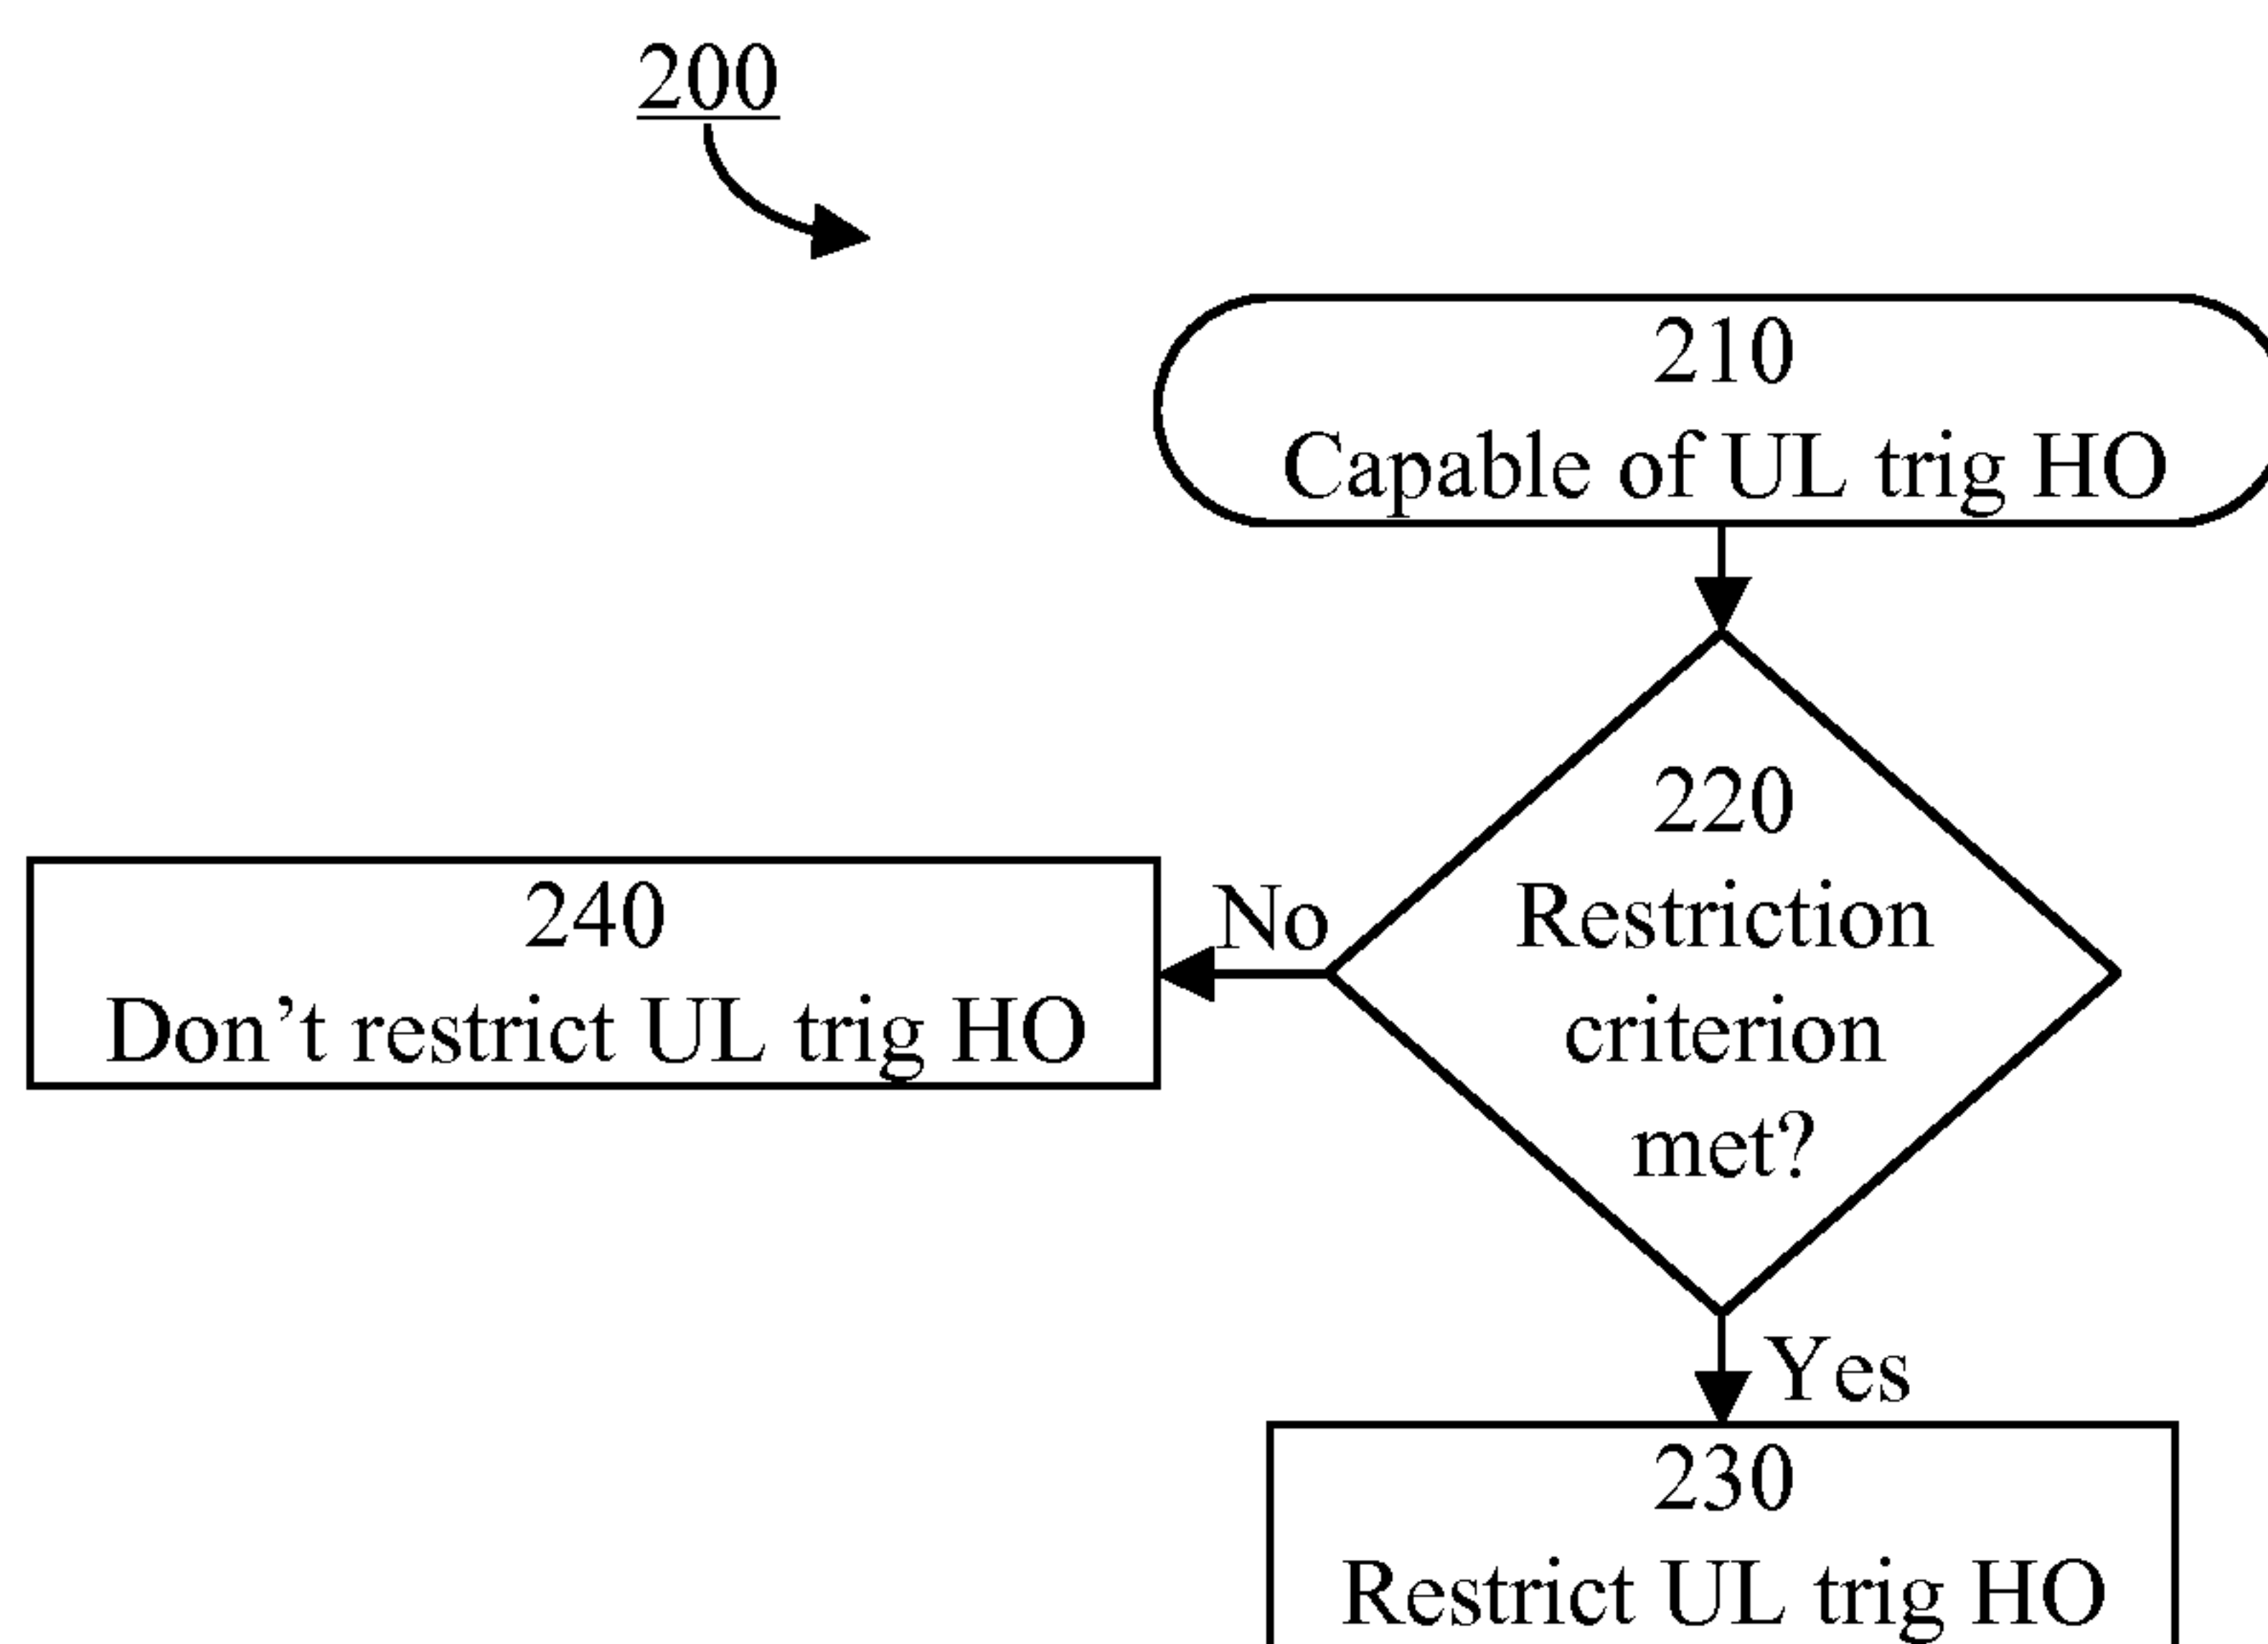 200
210
Capable of UL trig HO
220
Restriction
criterion
met?
No
240
Don’t restrict UL trig HO
Yes
230
Restrict UL trig HO